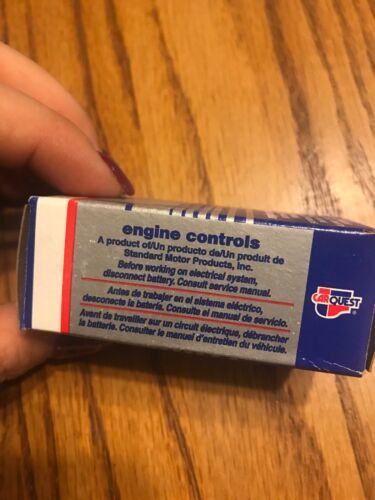 engine controls
A product of/Un producto de/Un produit de
Standard Motor Products, Inc.
Before working on electrical system,
disconnect battery. Consult service manual.
Antes de trabajar en el sistema eléctrico,
desconecte la batería. Consulte el manual de servicio.
Avant de travailler sur un circuit électrique, débrancher
la batterie. Consulter le manuel d'entretien du véhicule.
CARQUEST®